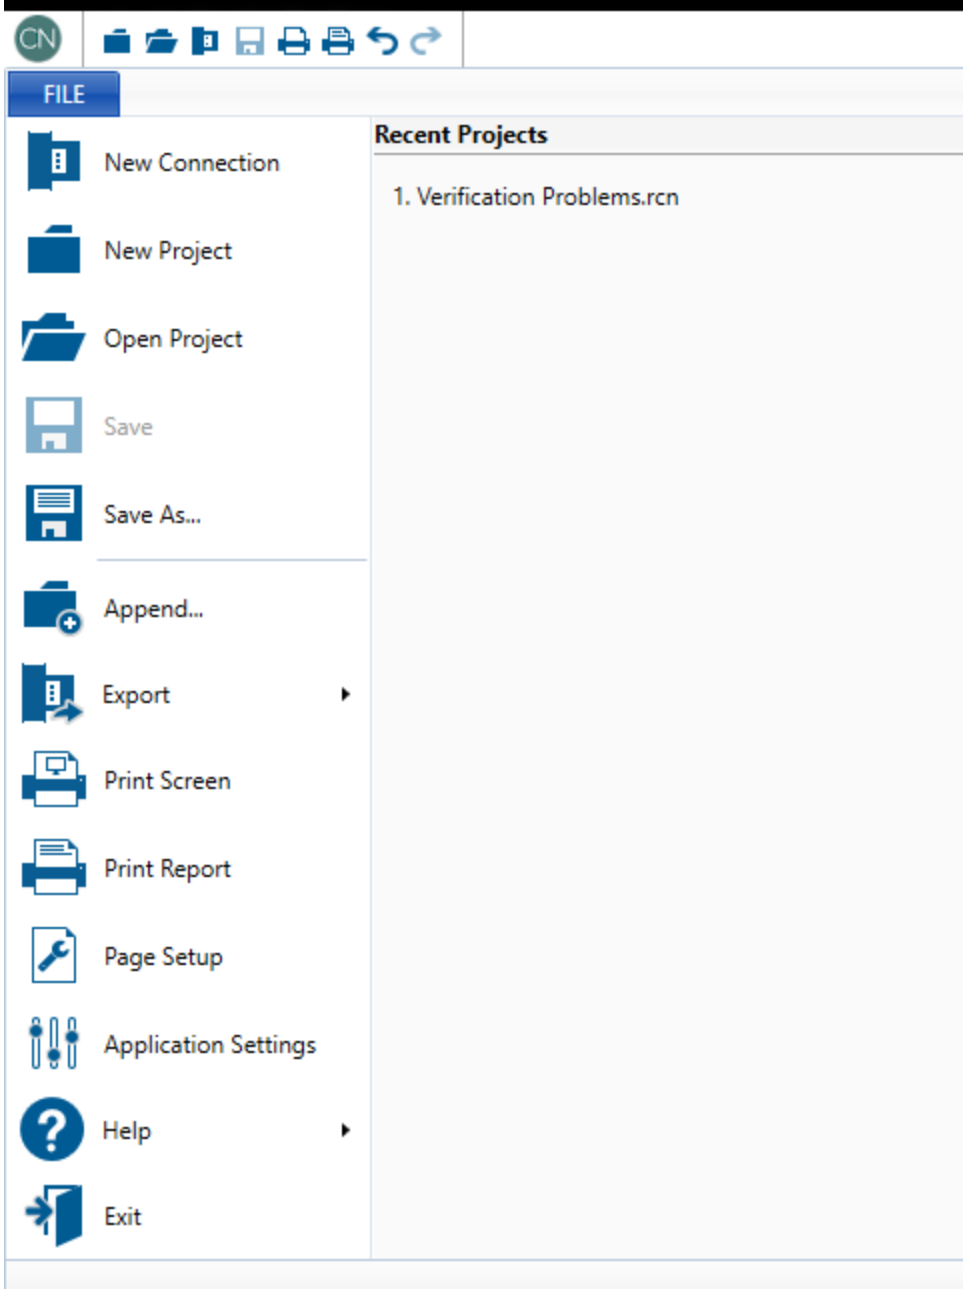 CN
FILE
Recent Projects
1. Verification Problems.rcn
New Connection
New Project
Open Project
Save
Save As...
Append...
Export
Print Screen
Print Report
Page Setup
Application Settings
Help
Exit